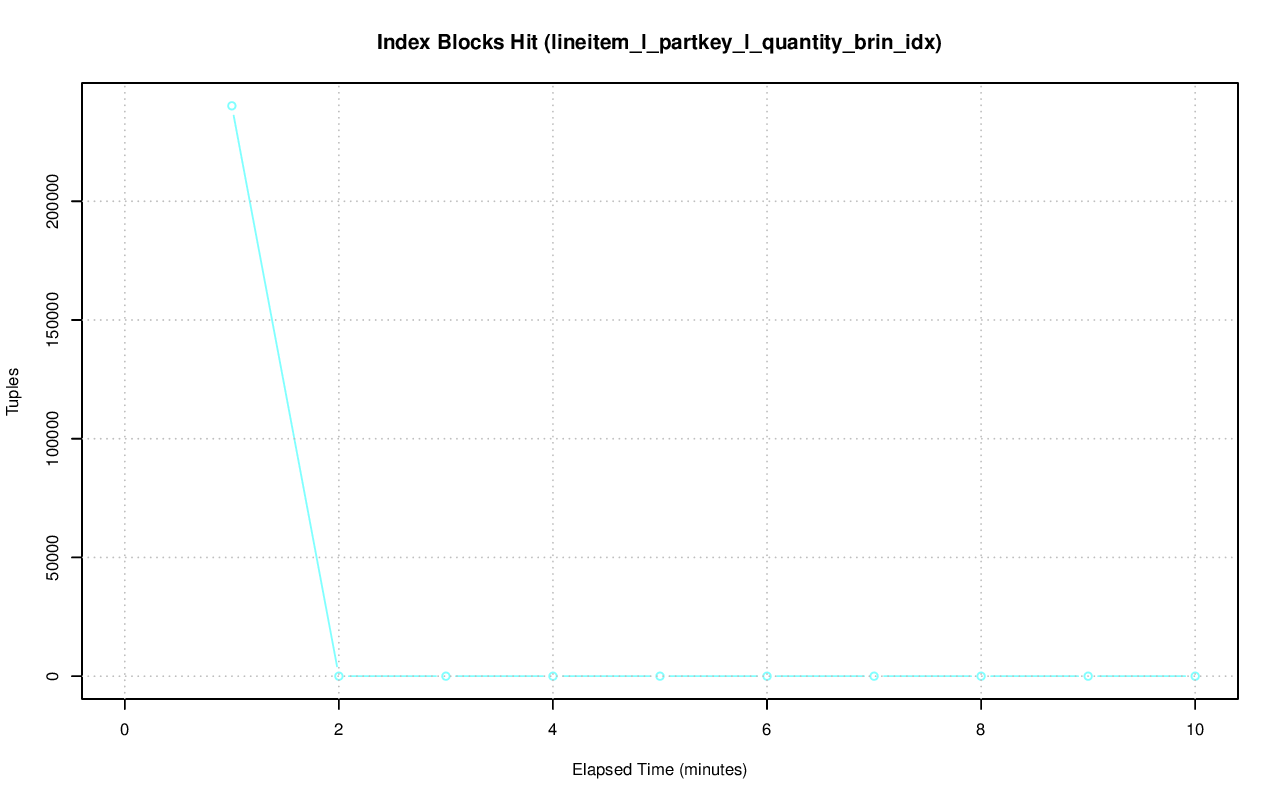 Index Blocks Hit (lineitem_l_partkey_l_quantity_brin_idx)
Tuples
200000
150000
100000
50000
0
0 2 4 6 8 10
Elapsed Time (minutes)